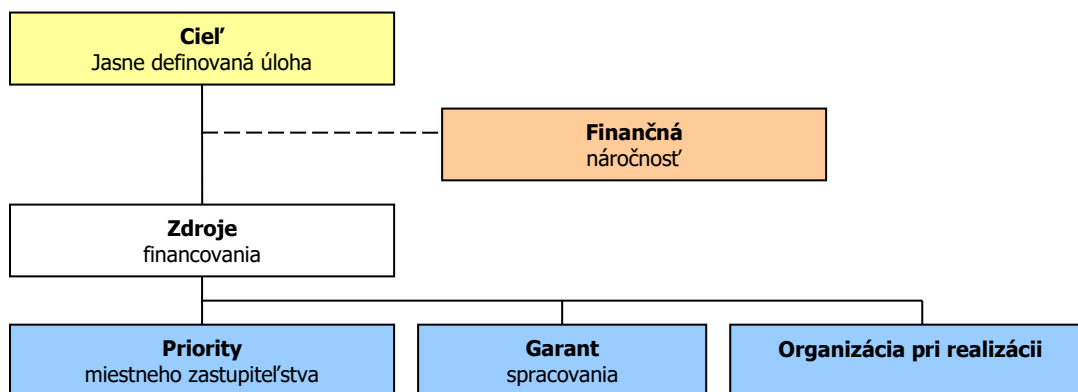 Cieľ
Jasne definovaná úloha
Finančná
náročnosť
Zdroje
financovania
Priority
miestneho zastupiteľstva
Garant
spracovania
Organizácia pri realizácii